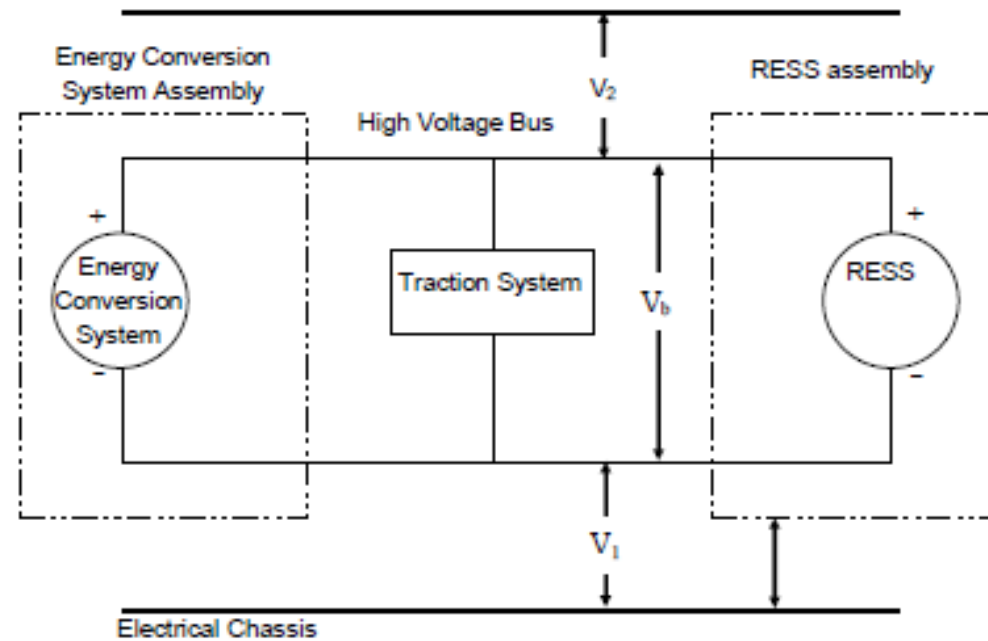 Energy Conversion
System Assembly
RESS assembly
V2
High Voltage Bus
+
+
Energy
Conversion
System
Traction System
Vb
RESS
-
-
V1
Electrical Chassis